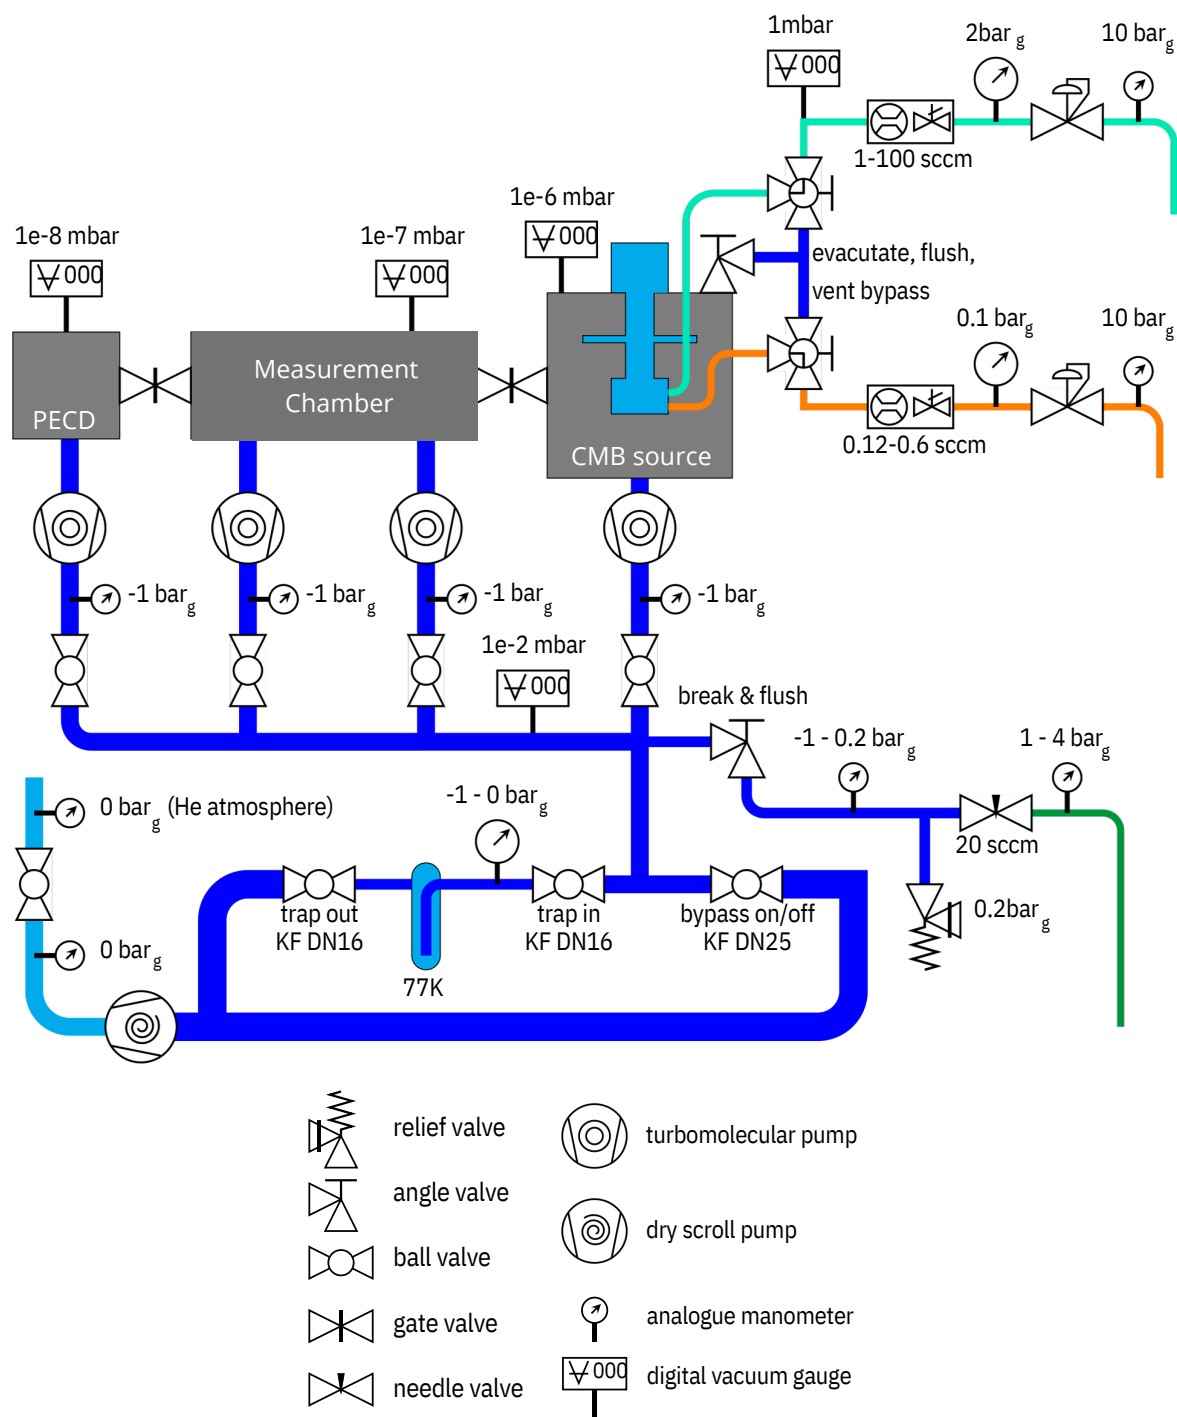 1mbar
2bar g
10 bar g
000
1-100 sccm
1e-6 mbar
000
1e-8 mbar
000
1e-7 mbar
000
evacutate, flush,
vent bypass
0.1 bar g
10 bar g
Measurement
Chamber
PECD
CMB source
0.12-0.6 sccm
-1 bar g
-1 bar g
-1 bar g
-1 bar g
1e-2 mbar
000
break & flush
-1 - 0.2 bar g
1 - 4 bar g
0 bar g (He atmosphere)
-1 - 0 bar g
20 sccm
trap out
KF DN16
trap in
KF DN16
bypass on/off
KF DN25
0.2bar g
0 bar g
77K
relief valve
turbomolecular pump
angle valve
dry scroll pump
ball valve
gate valve
analogue manometer
needle valve
000
digital vacuum gauge